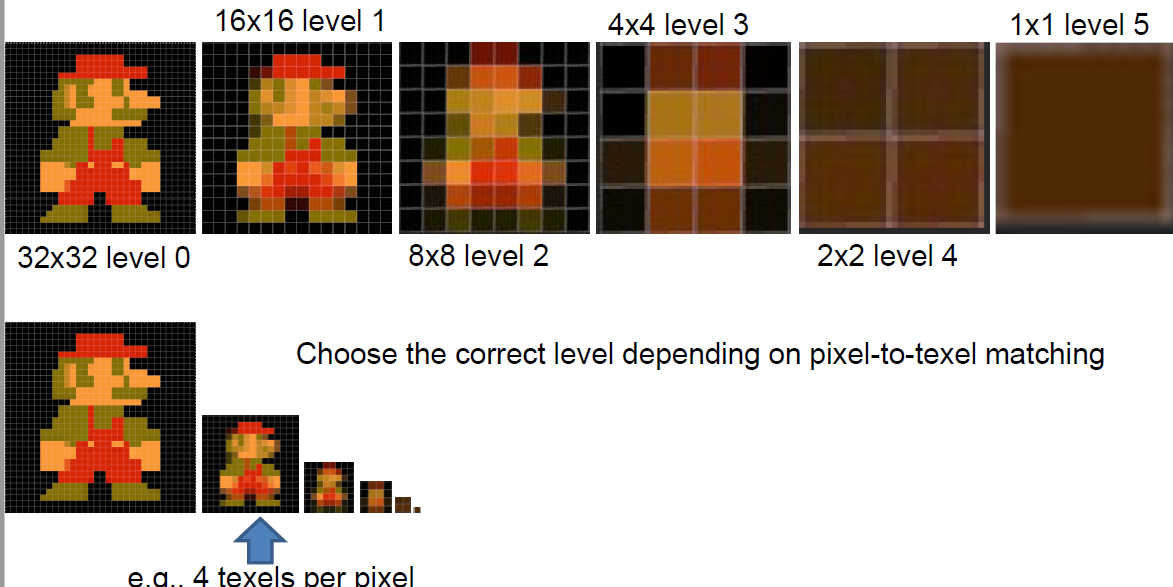 16x16 level 1
4x4 level 3
1x1 level 5
32x32 level 0
8x8 level 2
2x2 level 4
Choose the correct level depending on pixel-to-texel matching
e.g., 4 texels per pixel